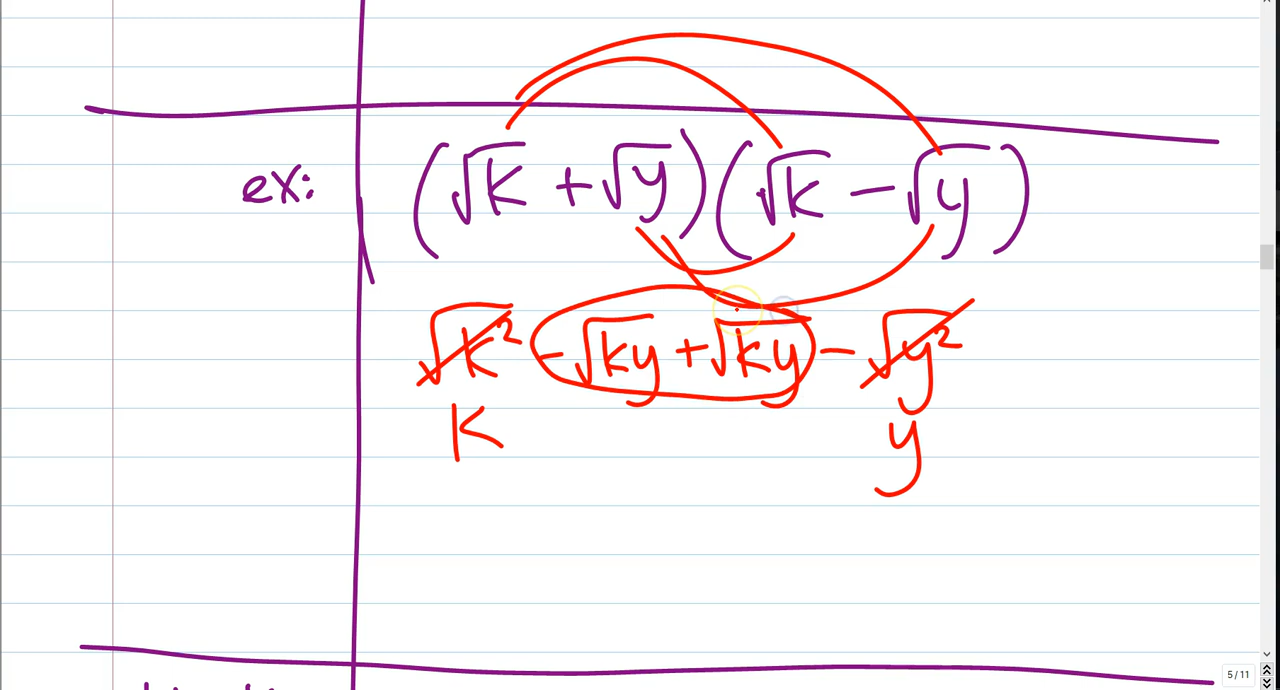 ex: (√k + √y)(√k − √y)
√k² − √ky + √ky − √y²
k y
5 / 11